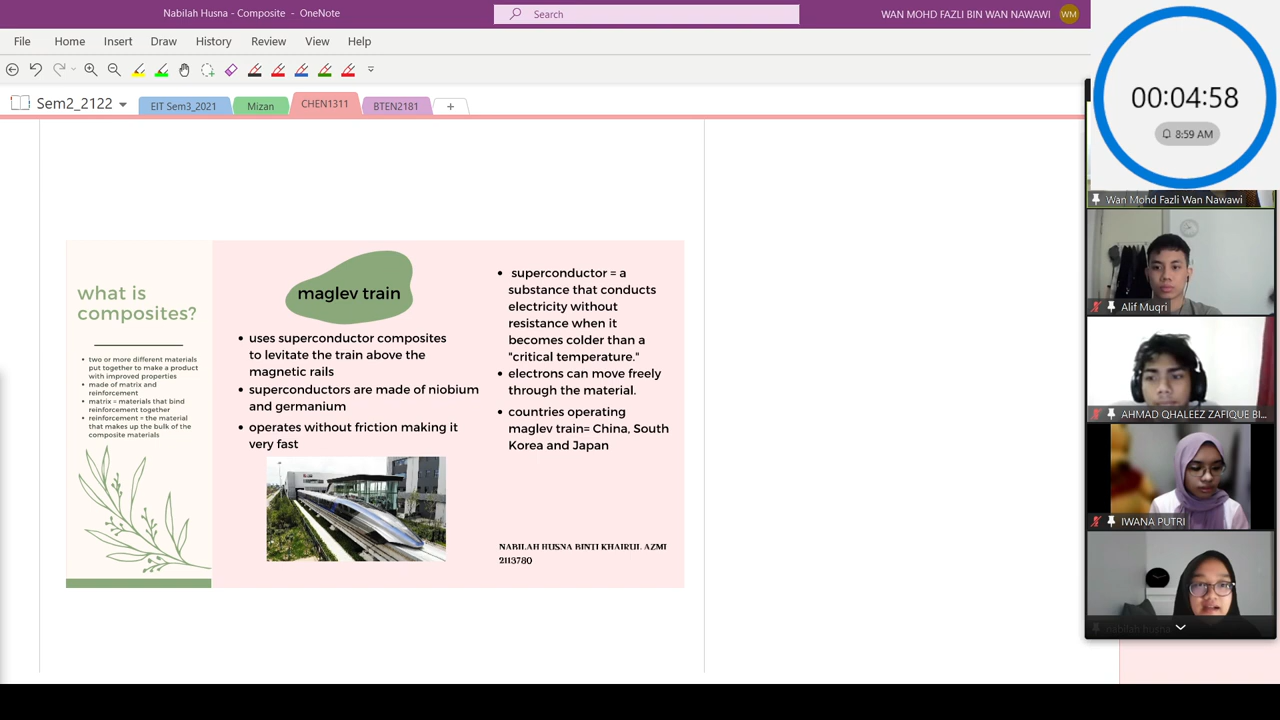 Nabilah Husna - Composite - OneNote
Search
WAN MOHD FAZLI BIN WAN NAWAWI
WM
File Home Insert Draw History Review View Help
Sem2_2122
EIT Sem3_2021
Mizan
CHEN1311
BTEN2181
+
what is
composites?
• two or more different materials
put together to make a product
with improved properties
• made of matrix and
reinforcement
• matrix = materials that bind
reinforcement together
• reinforcement = the material
that makes up the bulk of the
composite materials
maglev train
• uses superconductor composites
to levitate the train above the
magnetic rails
• superconductors are made of niobium
and germanium
• operates without friction making it
very fast
• superconductor = a
substance that conducts
electricity without
resistance when it
becomes colder than a
"critical temperature."
• electrons can move freely
through the material.
• countries operating
maglev train= China, South
Korea and Japan
NABILAH HUSNA BINTI KHAIRUL AZMI
2113780
00:04:58
8:59 AM
Wan Mohd Fazli Wan Nawawi
Alif Muqri
AHMAD QHALEEZ ZAFIQUE BI...
IWANA PUTRI
nabilah husna